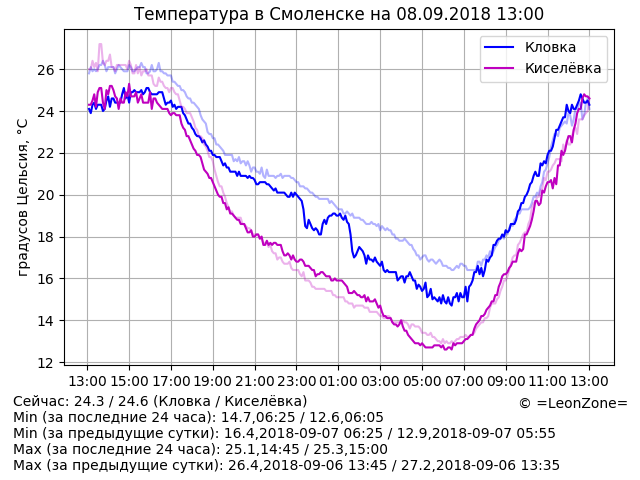 Температура в Смоленске на 08.09.2018 13:00
Кловка
Киселёвка
градусов Цельсия, °C
26
24
22
20
18
16
14
12
13:00 15:00 17:00 19:00 21:00 23:00 01:00 03:00 05:00 07:00 09:00 11:00 13:00
Сейчас: 24.3 / 24.6 (Кловка / Киселёвка)
© =LeonZone=
Min (за последние 24 часа): 14.7,06:25 / 12.6,06:05
Min (за предыдущие сутки): 16.4,2018-09-07 06:25 / 12.9,2018-09-07 05:55
Max (за последние 24 часа): 25.1,14:45 / 25.3,15:00
Max (за предыдущие сутки): 26.4,2018-09-06 13:45 / 27.2,2018-09-06 13:35